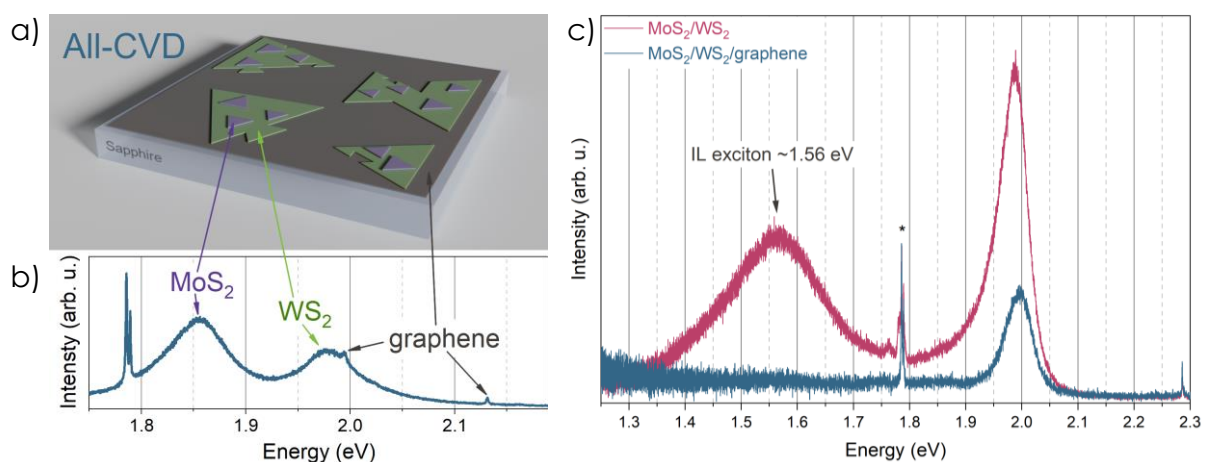 a)
All-CVD
Sapphire
b)
MoS₂
WS₂
graphene
Intensity (arb. u.)
1.8 1.9 2.0 2.1
Energy (eV)
c)
MoS₂/WS₂
MoS₂/WS₂/graphene
IL exciton ~1.56 eV
*
Intensity (arb. u.)
1.3 1.4 1.5 1.6 1.7 1.8 1.9 2.0 2.1 2.2 2.3
Energy (eV)